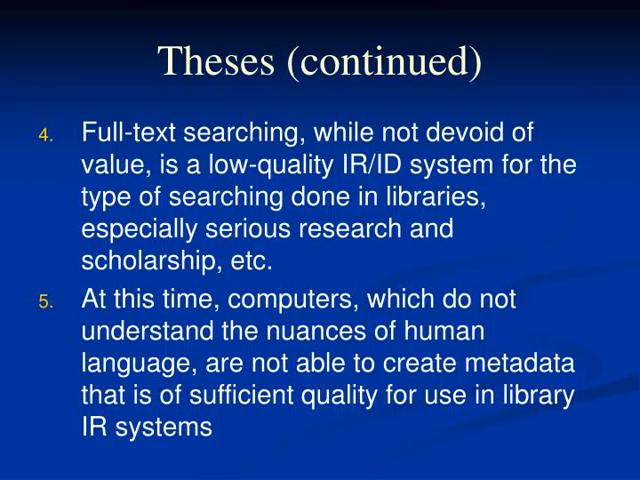 Theses (continued)
4. Full-text searching, while not devoid of
value, is a low-quality IR/ID system for the
type of searching done in libraries,
especially serious research and
scholarship, etc.
5. At this time, computers, which do not
understand the nuances of human
language, are not able to create metadata
that is of sufficient quality for use in library
IR systems